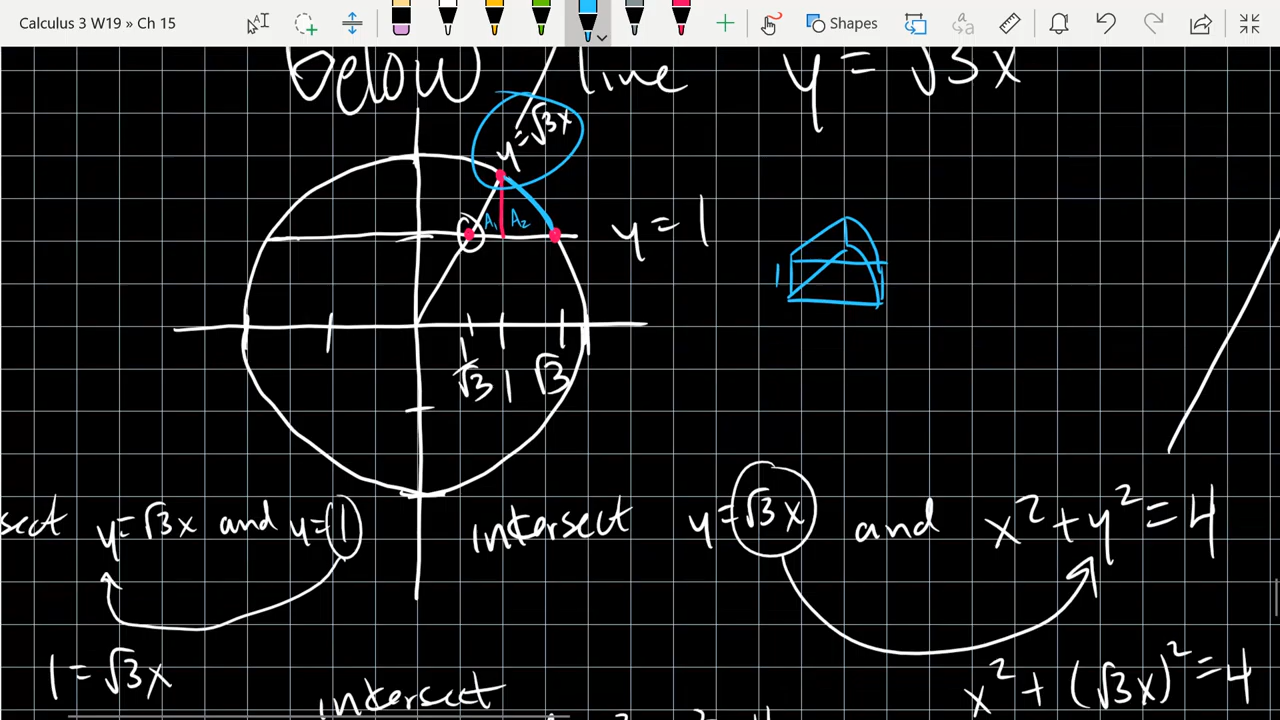 Calculus 3 W19 » Ch 15
Shapes
below line y = √3x
y=√3x
A₁ A₂
y = 1
1
1/√3 1 √3
sect y=√3x and y=1
intersect y=√3x and x²+y²=4
1=√3x
x²+(√3x)²=4
intersect